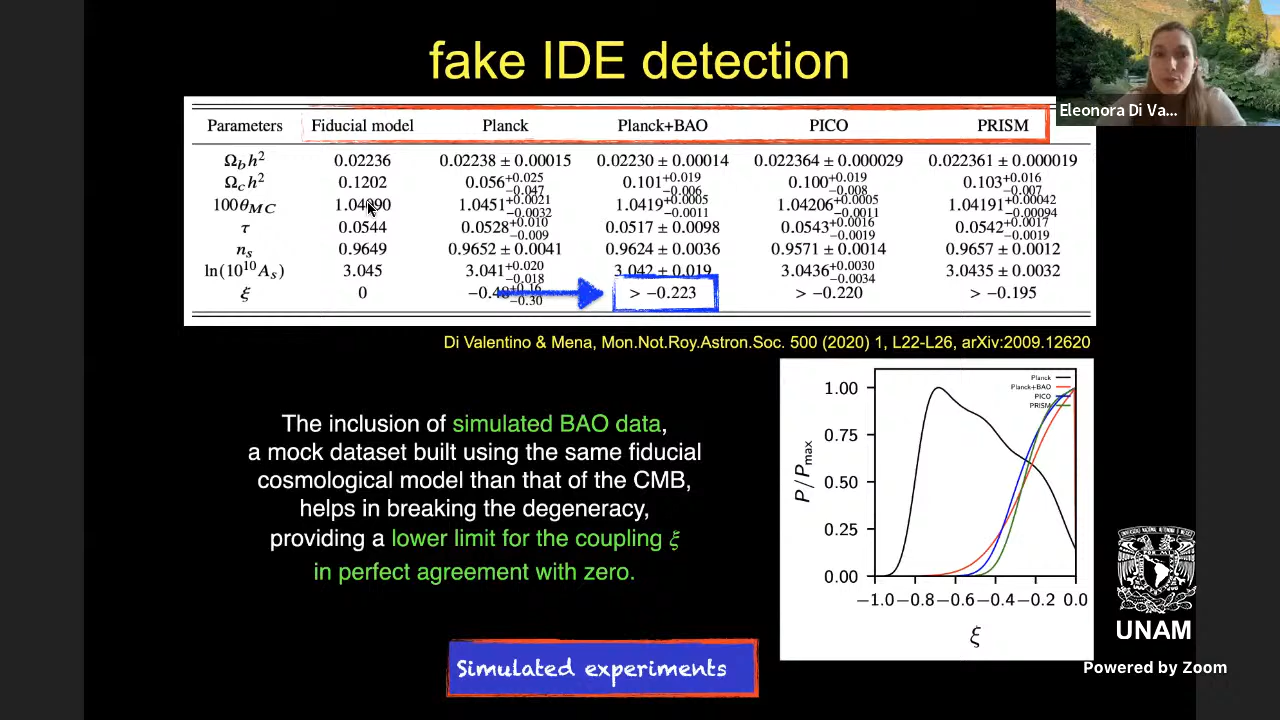 fake IDE detection
Eleonora Di Va...
Parameters Fiducial model Planck Planck+BAO PICO PRISM
Ω_b h² 0.02236 0.02238 ± 0.00015 0.02230 ± 0.00014 0.022364 ± 0.000029 0.022361 ± 0.000019
Ω_c h² 0.1202 0.056^{+0.025}_{−0.047} 0.101^{+0.019}_{−0.006} 0.100^{+0.019}_{−0.008} 0.103^{+0.016}_{−0.007}
100θ_MC 1.04090 1.0451^{+0.0021}_{−0.0032} 1.0419^{+0.0005}_{−0.0011} 1.04206^{+0.0005}_{−0.0011} 1.04191^{+0.00042}_{−0.00094}
τ 0.0544 0.0528^{+0.010}_{−0.009} 0.0517 ± 0.0098 0.0543^{+0.0016}_{−0.0019} 0.0542^{+0.0017}_{−0.0019}
n_s 0.9649 0.9652 ± 0.0041 0.9624 ± 0.0036 0.9571 ± 0.0014 0.9657 ± 0.0012
ln(10¹⁰A_s) 3.045 3.041^{+0.020}_{−0.018} 3.042 ± 0.019 3.0436^{+0.0030}_{−0.0034} 3.0435 ± 0.0032
ξ 0 > −0.223 > −0.220 > −0.195
Di Valentino & Mena, Mon.Not.Roy.Astron.Soc. 500 (2020) 1, L22-L26, arXiv:2009.12620
The inclusion of simulated BAO data,
a mock dataset built using the same fiducial
cosmological model than that of the CMB,
helps in breaking the degeneracy,
providing a lower limit for the coupling ξ
in perfect agreement with zero.
Simulated experiments
Planck
Planck+BAO
PICO
PRISM
1.00
0.75
0.50
0.25
0.00
P/P_max
−1.0 −0.8 −0.6 −0.4 −0.2 0.0
ξ
UNAM
Powered by Zoom